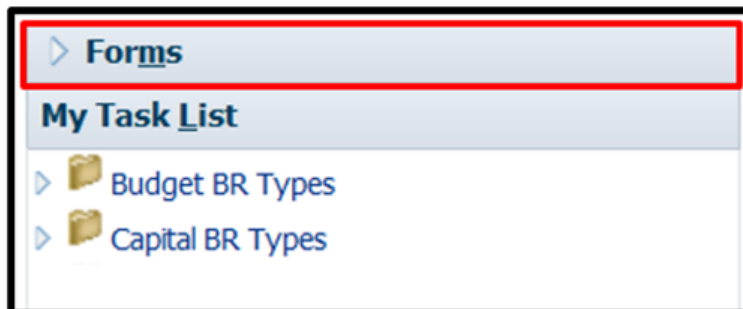 Forms
My Task List
Budget BR Types
Capital BR Types